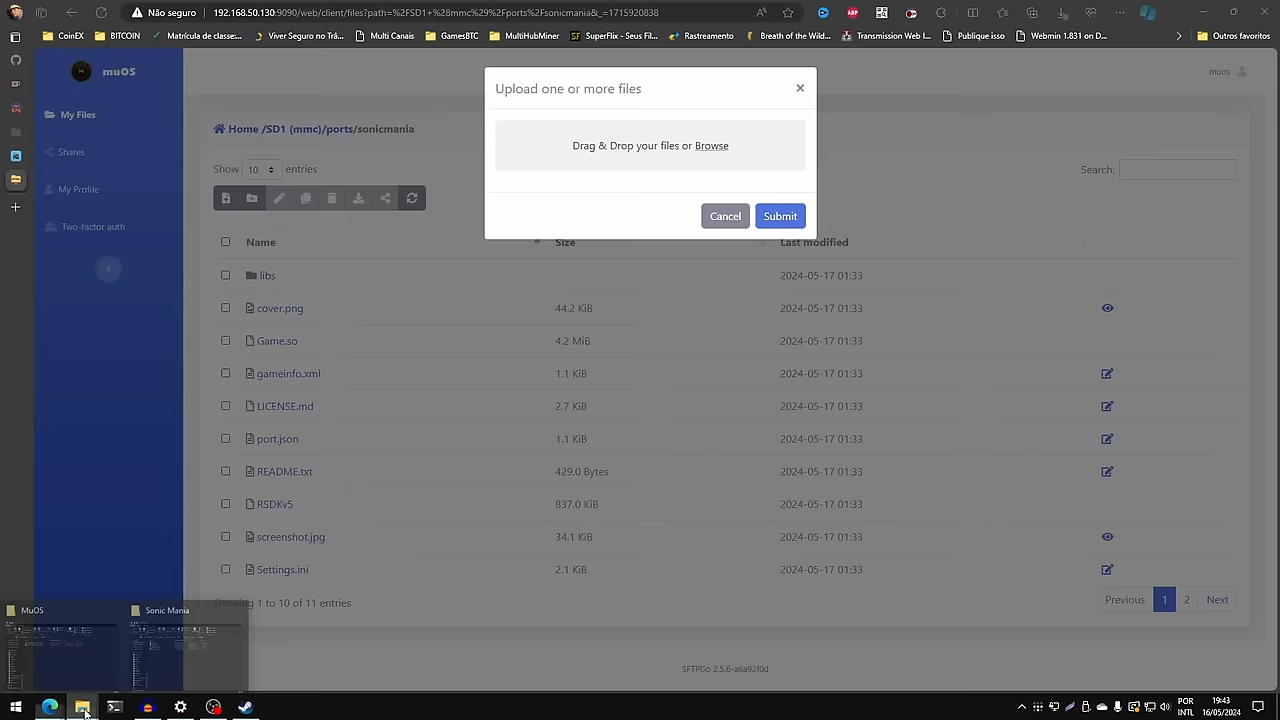 Não seguro
192.168.50.130:9090/web/client/files?path=%2FSD1+%28mmc%29%2Fports%2Fsonicmania&_=1715920838
CoinEX
BITCOIN
Matrícula de classe...
Viver Seguro no Trâ...
Multi Canais
GamesBTC
MultiHubMiner
SuperFlix - Seus Fil...
Rastreamento
Breath of the Wild...
Transmission Web I...
Publique isso
Webmin 1.831 on D...
Outros favoritos
muOS
muos
My Files
Shares
My Profile
Two-factor auth
Upload one or more files
×
Drag & Drop your files or Browse
Cancel
Submit
Home /SD1 (mmc)/ports/sonicmania
Show 10 entries
Search:
Name Size Last modified
libs 2024-05-17 01:33
cover.png 44.2 KiB 2024-05-17 01:33
Game.so 4.2 MiB 2024-05-17 01:33
gameinfo.xml 1.1 KiB 2024-05-17 01:33
LICENSE.md 2.7 KiB 2024-05-17 01:33
port.json 1.1 KiB 2024-05-17 01:33
README.txt 429.0 Bytes 2024-05-17 01:33
RSDKv5 837.0 KiB 2024-05-17 01:33
screenshot.jpg 34.1 KiB 2024-05-17 01:33
Settings.ini 2.1 KiB 2024-05-17 01:33
Showing 1 to 10 of 11 entries
Previous 1 2 Next
SFTPGo 2.5.6-a6a92f0d
MuOS
Sonic Mania
POR
INTL
19:43
16/05/2024